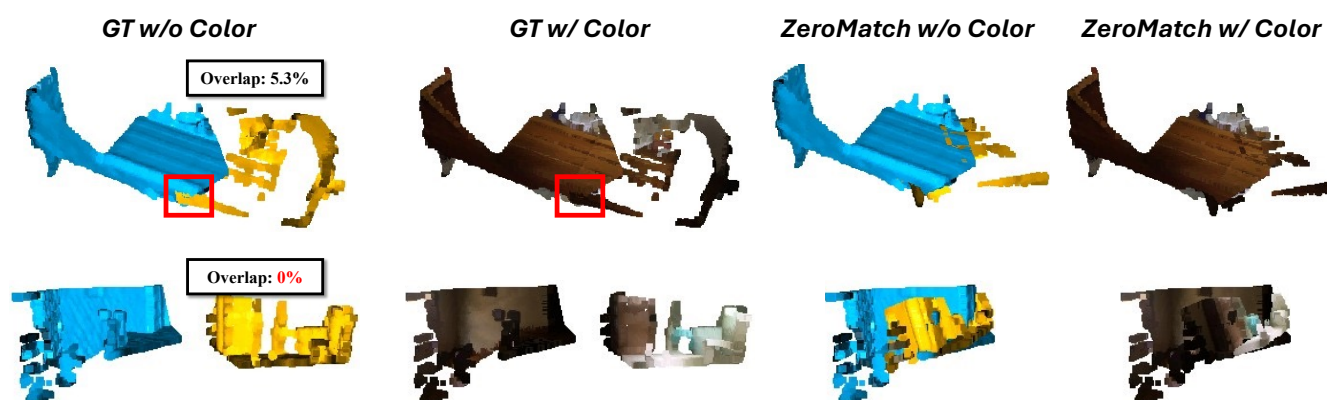 GT w/o Color
GT w/ Color
ZeroMatch w/o Color
ZeroMatch w/ Color
Overlap: 5.3%
Overlap: 0%